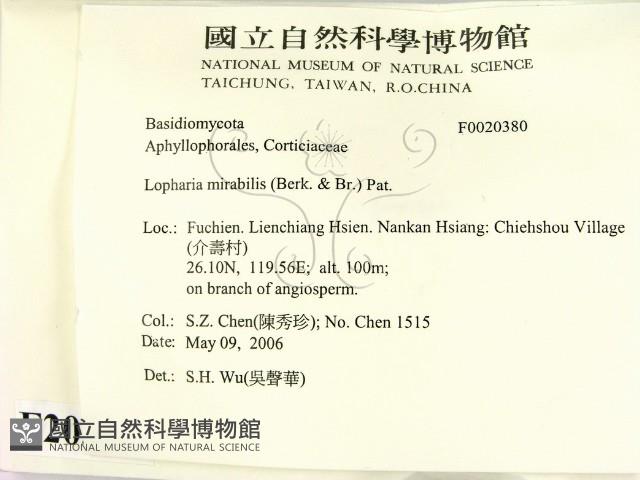 國立自然科學博物館
NATIONAL MUSEUM OF NATURAL SCIENCE
TAICHUNG, TAIWAN, R.O.CHINA
Basidiomycota F0020380
Aphyllophorales, Corticiaceae
Lopharia mirabilis (Berk. & Br.) Pat.
Loc.: Fuchien. Lienchiang Hsien. Nankan Hsiang: Chiehshou Village
(介壽村)
26.10N, 119.56E; alt. 100m;
on branch of angiosperm.
Col.: S.Z. Chen(陳秀珍); No. Chen 1515
Date: May 09, 2006
Det.: S.H. Wu(吳聲華)
F20
國立自然科學博物館
NATIONAL MUSEUM OF NATURAL SCIENCE